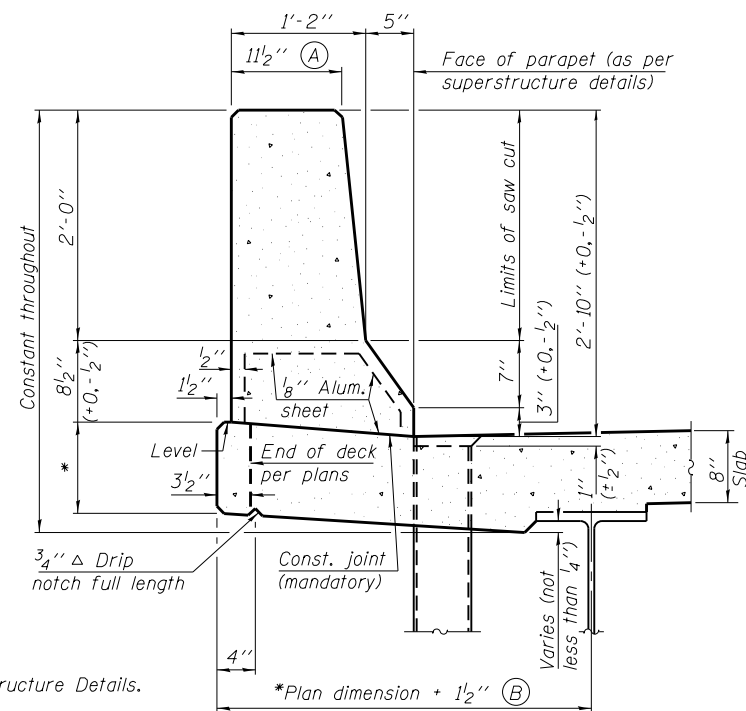 1'-2"
5"
11½" (A)
Face of parapet (as per
superstructure details)
Constant throughout
2'-0"
Limits of saw cut
2'-10" (+0,-½")
8½"
(+0,-½")
½"
1½"
⅛" Alum.
sheet
7"
3" (+0,-½")
Level
End of deck
per plans
*
3½"
1"
(±½")
8"
Slab
¾" Δ Drip
notch full length
Const. joint
(mandatory)
Varies (not
less than ¼")
4"
ructure Details.
*Plan dimension + 1½" (B)